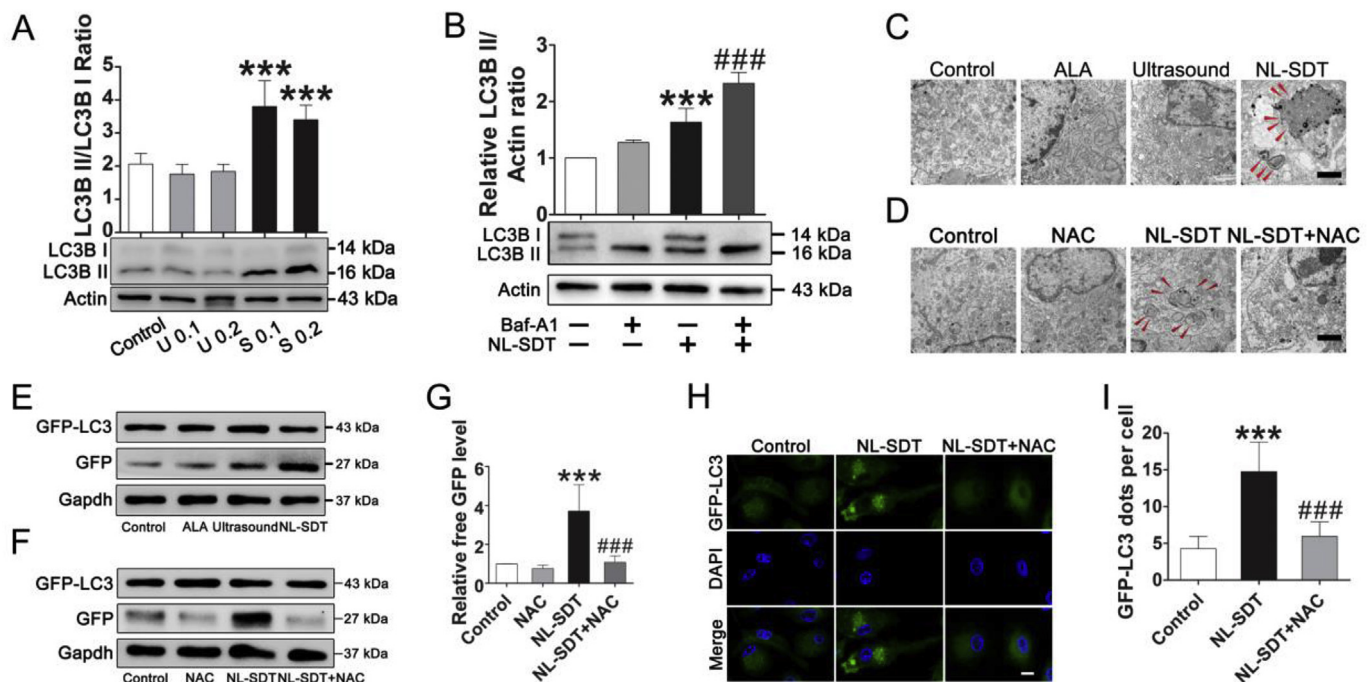 A
LC3B II/LC3B I Ratio
5
4
3
2
1
0
***
***
LC3B I
LC3B II
Actin
14 kDa
16 kDa
43 kDa
Control
U 0.1
U 0.2
S 0.1
S 0.2
B
Relative LC3B II/
Actin ratio
3
2
1
0
***
###
LC3B I
LC3B II
Actin
14 kDa
16 kDa
43 kDa
Baf-A1 − + − +
NL-SDT − − + +
C
Control ALA Ultrasound NL-SDT
D
Control NAC NL-SDT NL-SDT+NAC
E
GFP-LC3 43 kDa
GFP 27 kDa
Gapdh 37 kDa
Control ALA Ultrasound NL-SDT
F
GFP-LC3 43 kDa
GFP 27 kDa
Gapdh 37 kDa
Control NAC NL-SDT NL-SDT+NAC
G
Relative free GFP level
6
4
2
0
***
###
Control
NAC
NL-SDT
NL-SDT+NAC
H
Control NL-SDT NL-SDT+NAC
GFP-LC3
DAPI
Merge
I
GFP-LC3 dots per cell
20
15
10
5
0
***
###
Control
NL-SDT
NL-SDT+NAC